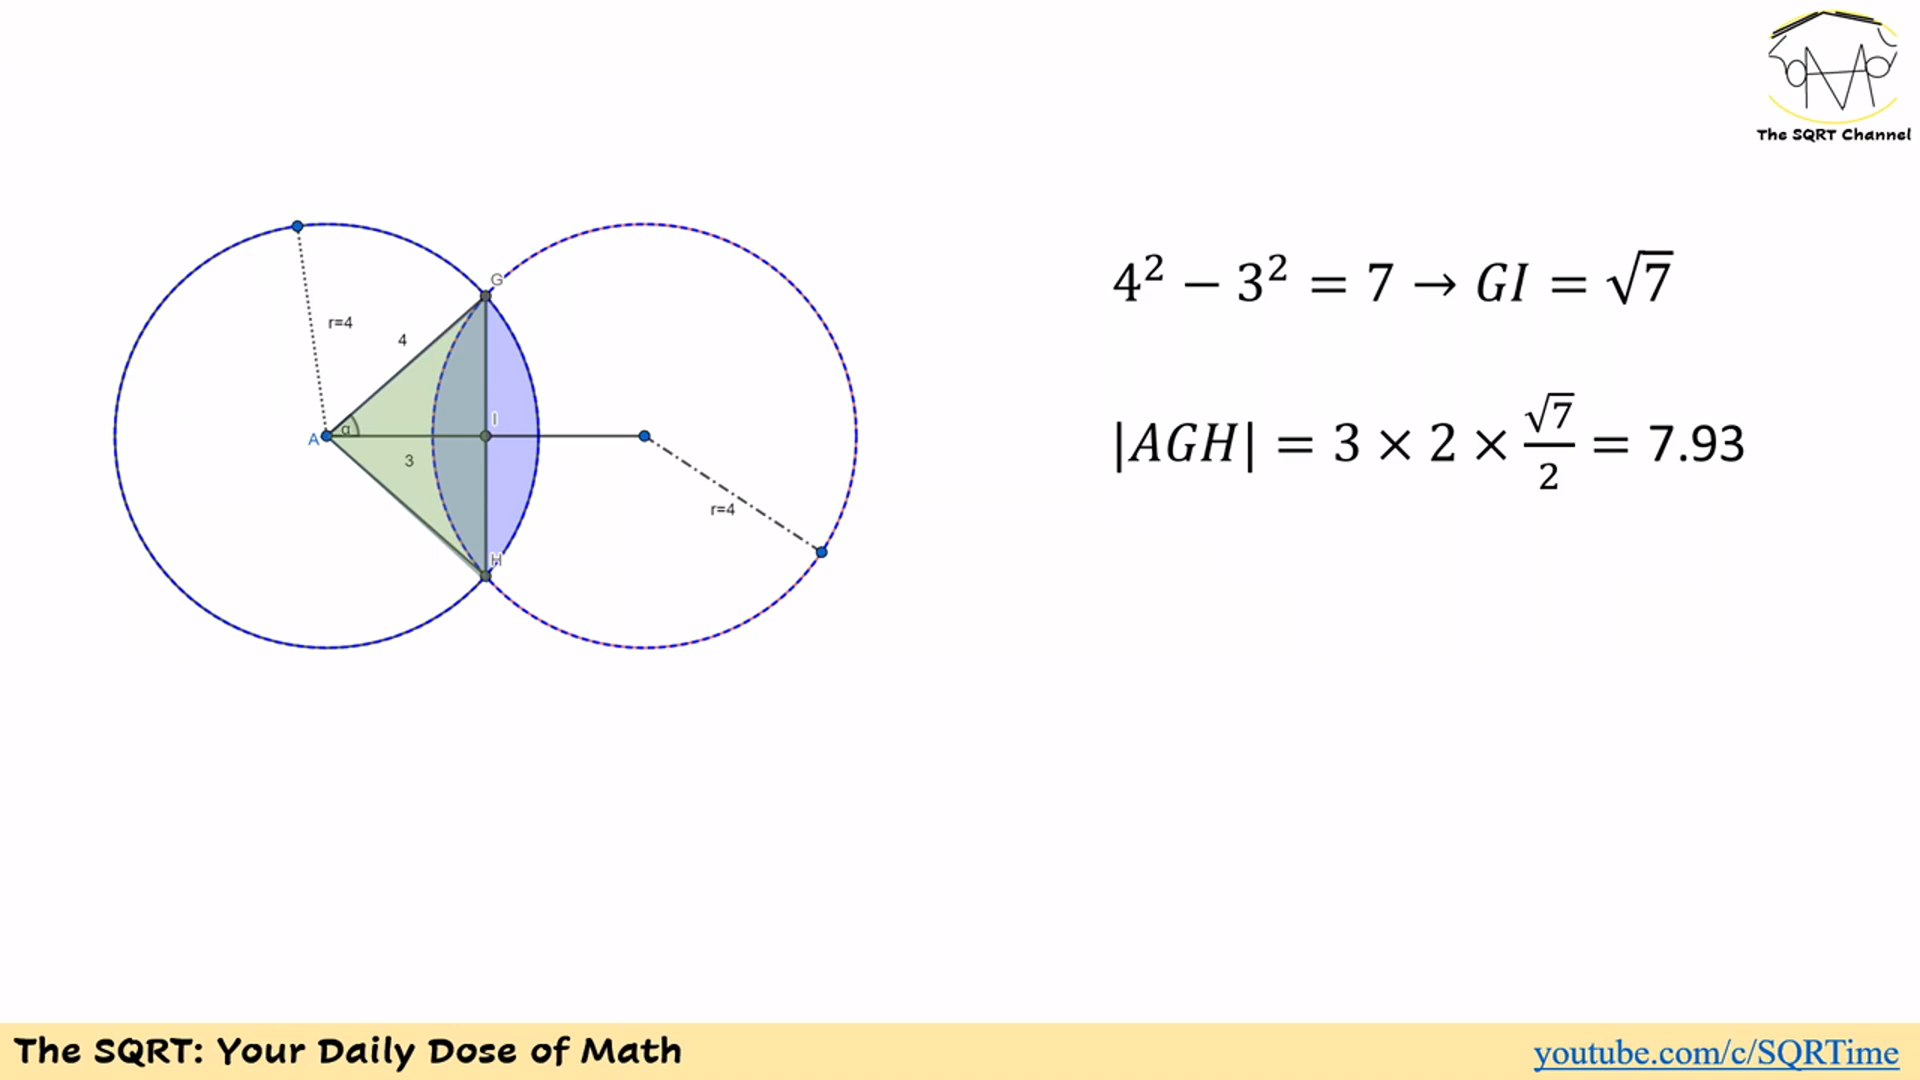 The SQRT Channel
G
r=4
4
4² − 3² = 7 → GI = √7
I
A
α
3
|AGH| = 3 × 2 × √7/2 = 7.93
r=4
H
The SQRT: Your Daily Dose of Math
youtube.com/c/SQRTime